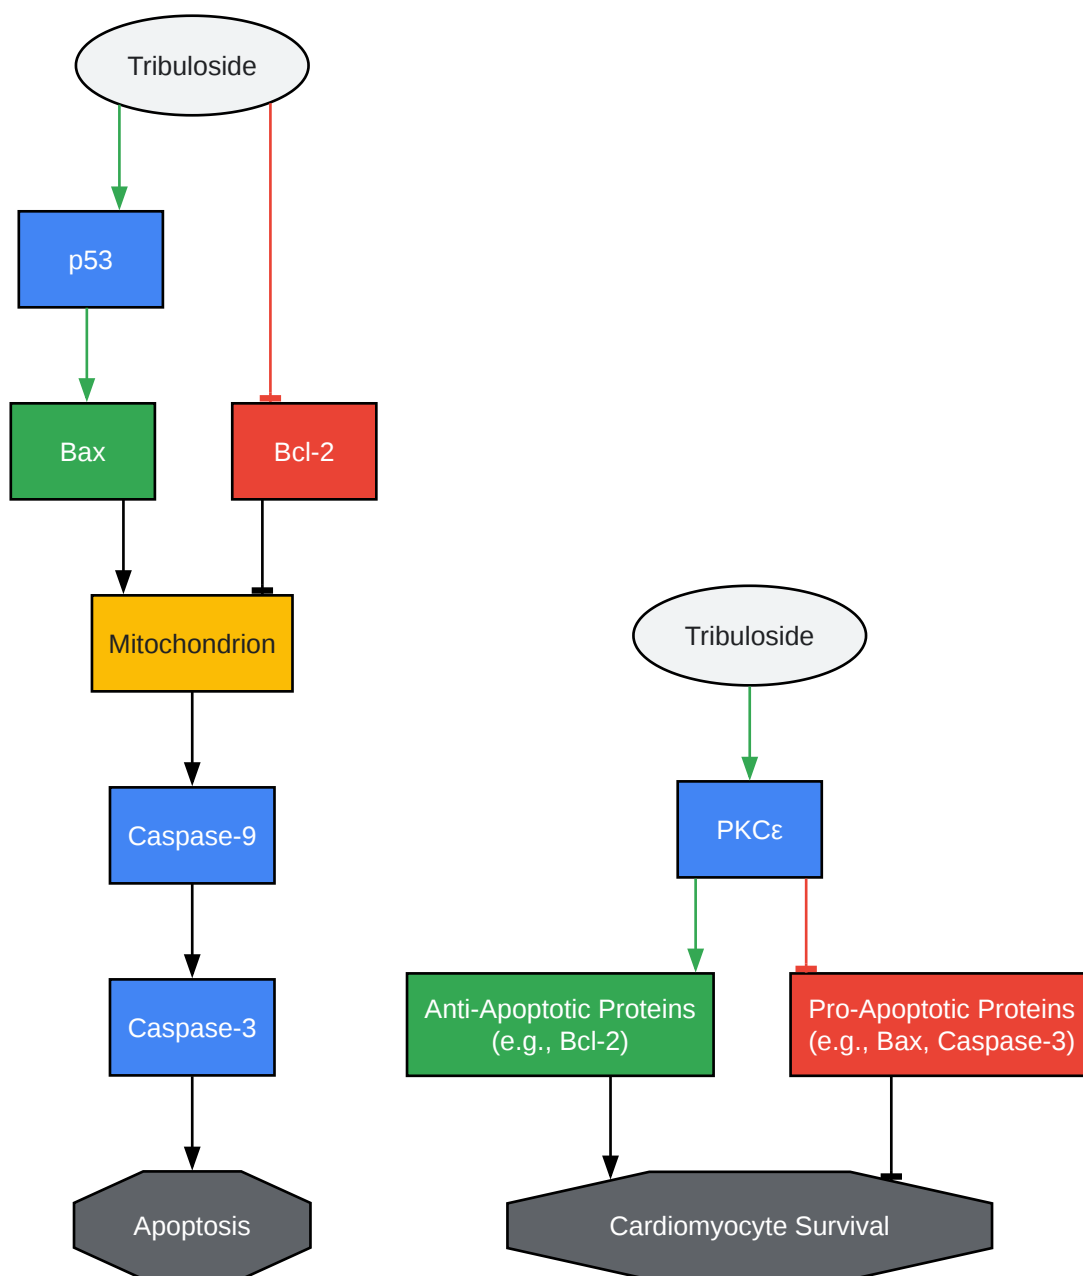 Tribuloside
p53
Bax
Bcl-2
Mitochondrion
Caspase-9
Caspase-3
Apoptosis
Tribuloside
PKCε
Anti-Apoptotic Proteins
(e.g., Bcl-2)
Pro-Apoptotic Proteins
(e.g., Bax, Caspase-3)
Cardiomyocyte Survival